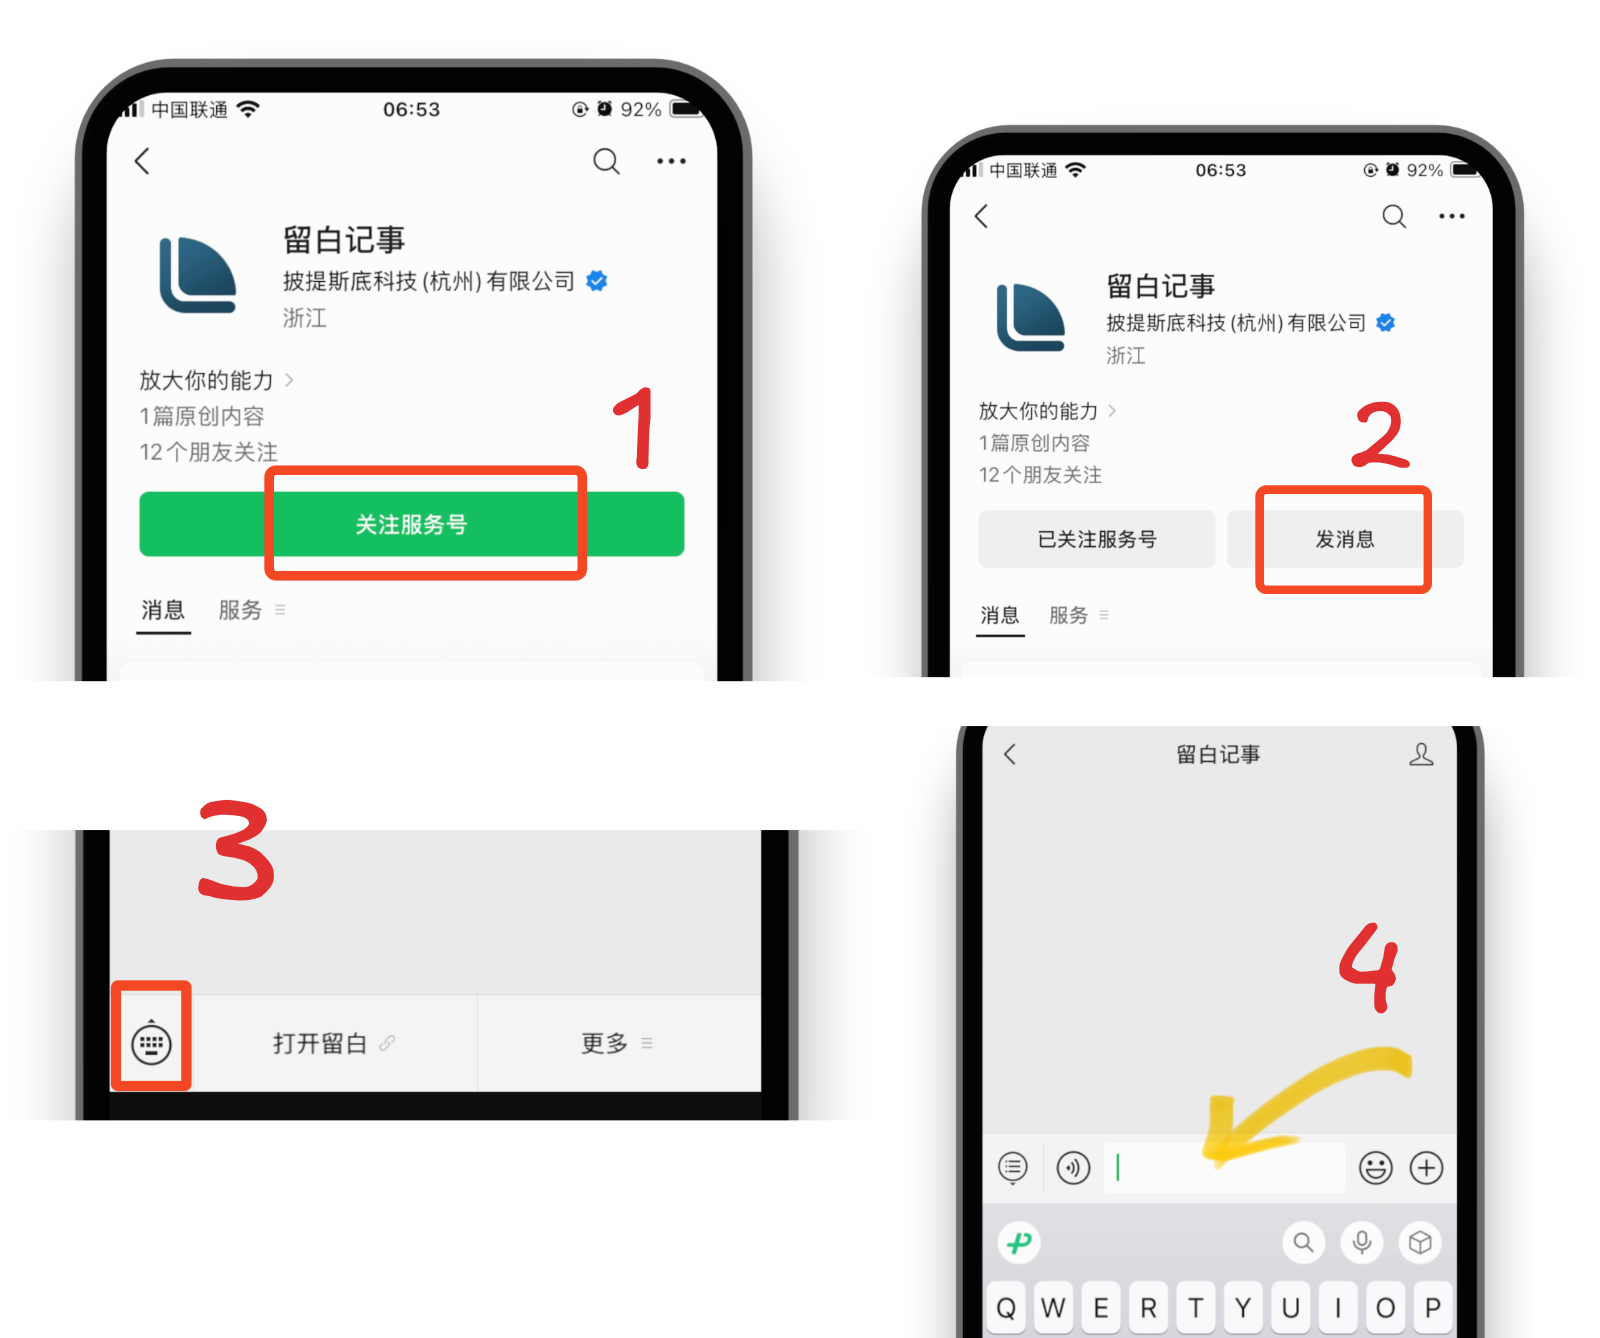 中国联通 06:53 92%
留白记事
披提斯底科技(杭州)有限公司
浙江
放大你的能力
1篇原创内容
12个朋友关注
1
关注服务号
消息 服务
中国联通 06:53 92%
留白记事
披提斯底科技(杭州)有限公司
浙江
放大你的能力
1篇原创内容
12个朋友关注
2
已关注服务号 发消息
消息 服务
3
打开留白 更多
留白记事
4
Q W E R T Y U I O P